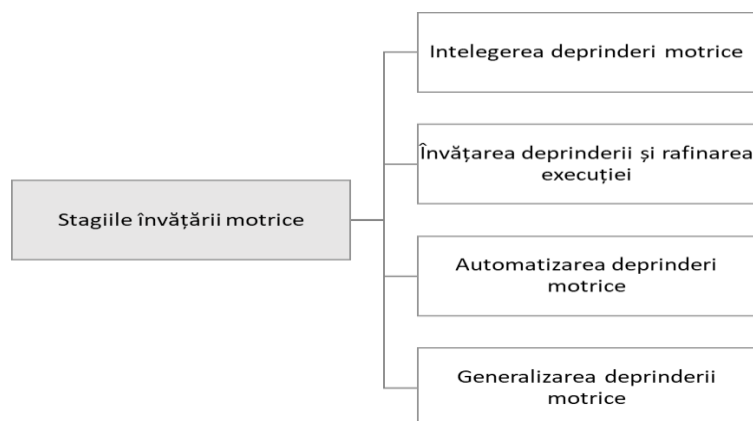 Intelegerea deprinderi motrice
Învățarea deprinderii și rafinarea
execuției
Stagiile învățării motrice
Automatizarea deprinderi
motrice
Generalizarea deprinderii
motrice